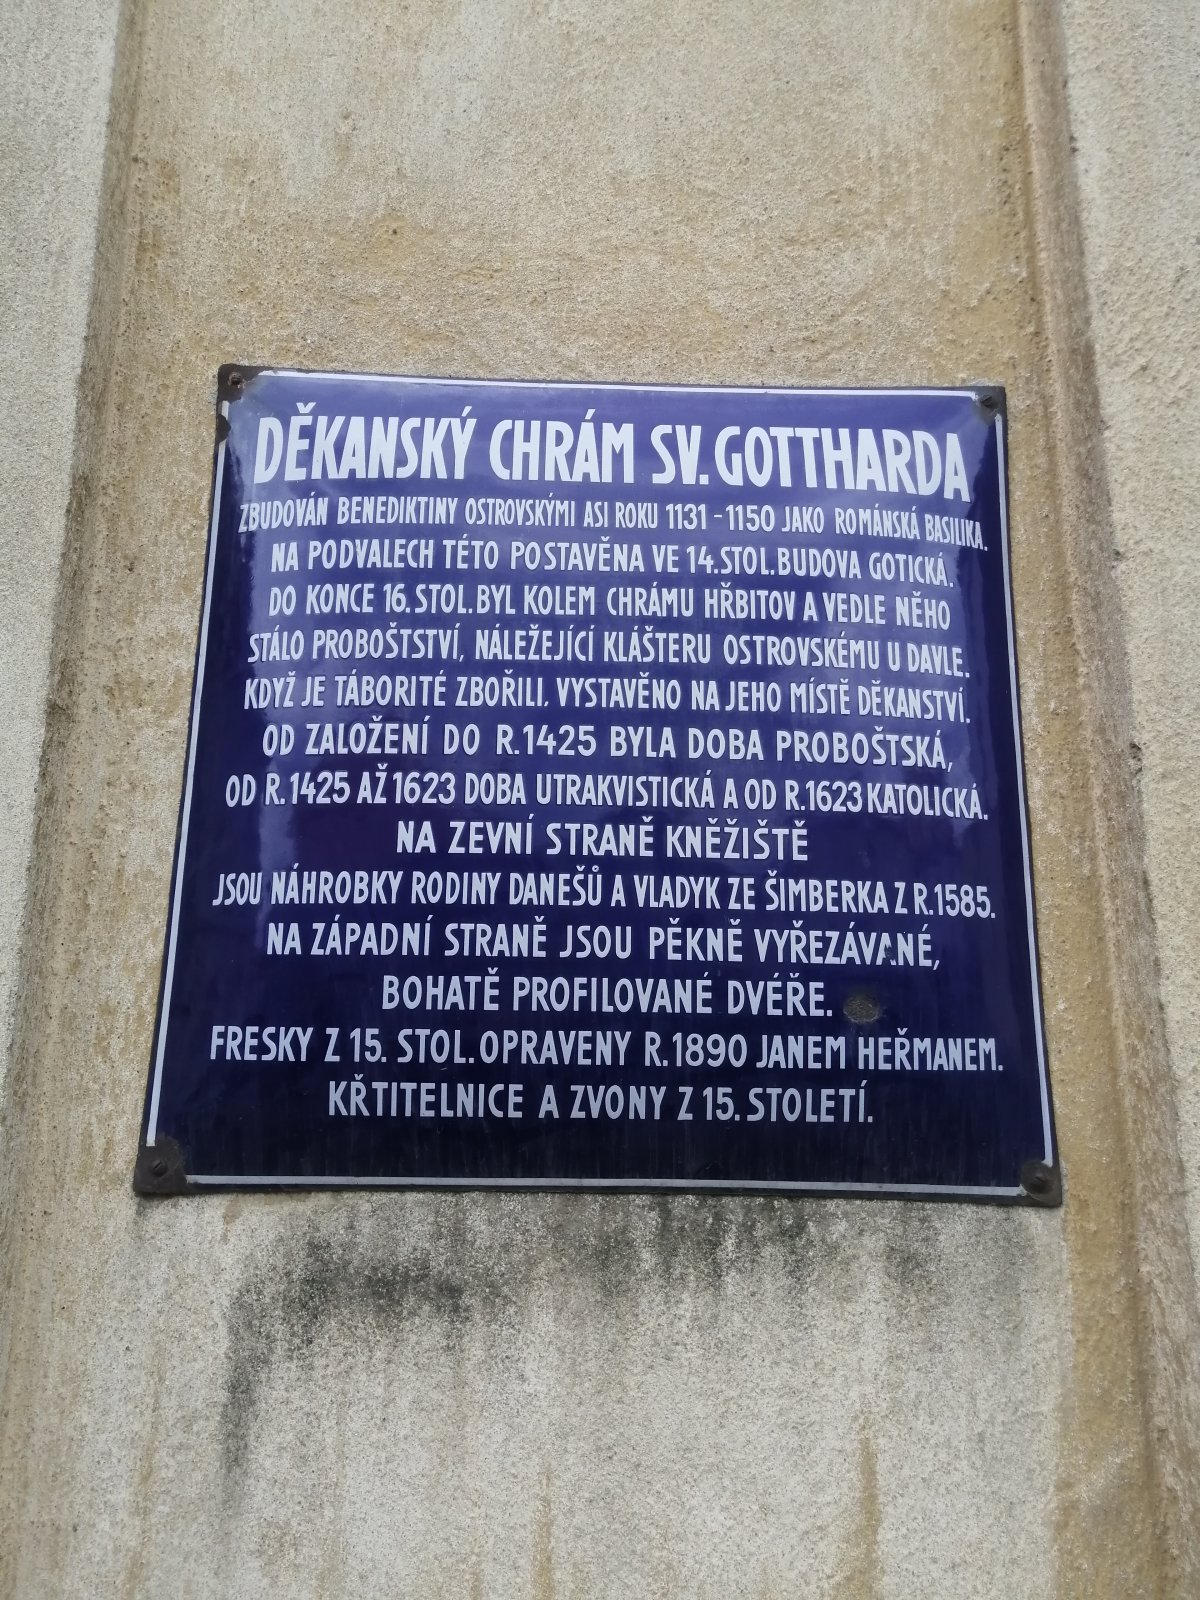 DĚKANSKÝ CHRÁM SV. GOTTHARDA
ZBUDOVÁN BENEDIKTINY OSTROVSKÝMI ASI ROKU 1131 - 1150 JAKO ROMÁNSKÁ BASILIKA.
NA PODVALECH TÉTO POSTAVĚNA VE 14. STOL. BUDOVA GOTICKÁ.
DO KONCE 16. STOL. BYL KOLEM CHRÁMU HŘBITOV A VEDLE NĚHO
STÁLO PROBOŠTSTVÍ, NÁLEŽEJÍCÍ KLÁŠTERU OSTROVSKÉMU U DAVLE.
KDYŽ JE TÁBORITÉ ZBOŘILI, VYSTAVĚNO NA JEHO MÍSTĚ DĚKANSTVÍ.
OD ZALOŽENÍ DO R. 1425 BYLA DOBA PROBOŠTSKÁ,
OD R. 1425 AŽ 1623 DOBA UTRAKVISTICKÁ A OD R. 1623 KATOLICKÁ.
NA ZEVNÍ STRANĚ KNĚŽIŠTĚ
JSOU NÁHROBKY RODINY DANEŠŮ A VLADYK ZE ŠIMBERKA Z R. 1585.
NA ZÁPADNÍ STRANĚ JSOU PĚKNĚ VYŘEZÁVANÉ,
BOHATĚ PROFILOVANÉ DVÉŘE.
FRESKY Z 15. STOL. OPRAVENY R. 1890 JANEM HEŘMANEM.
KŘTITELNICE A ZVONY Z 15. STOLETÍ.